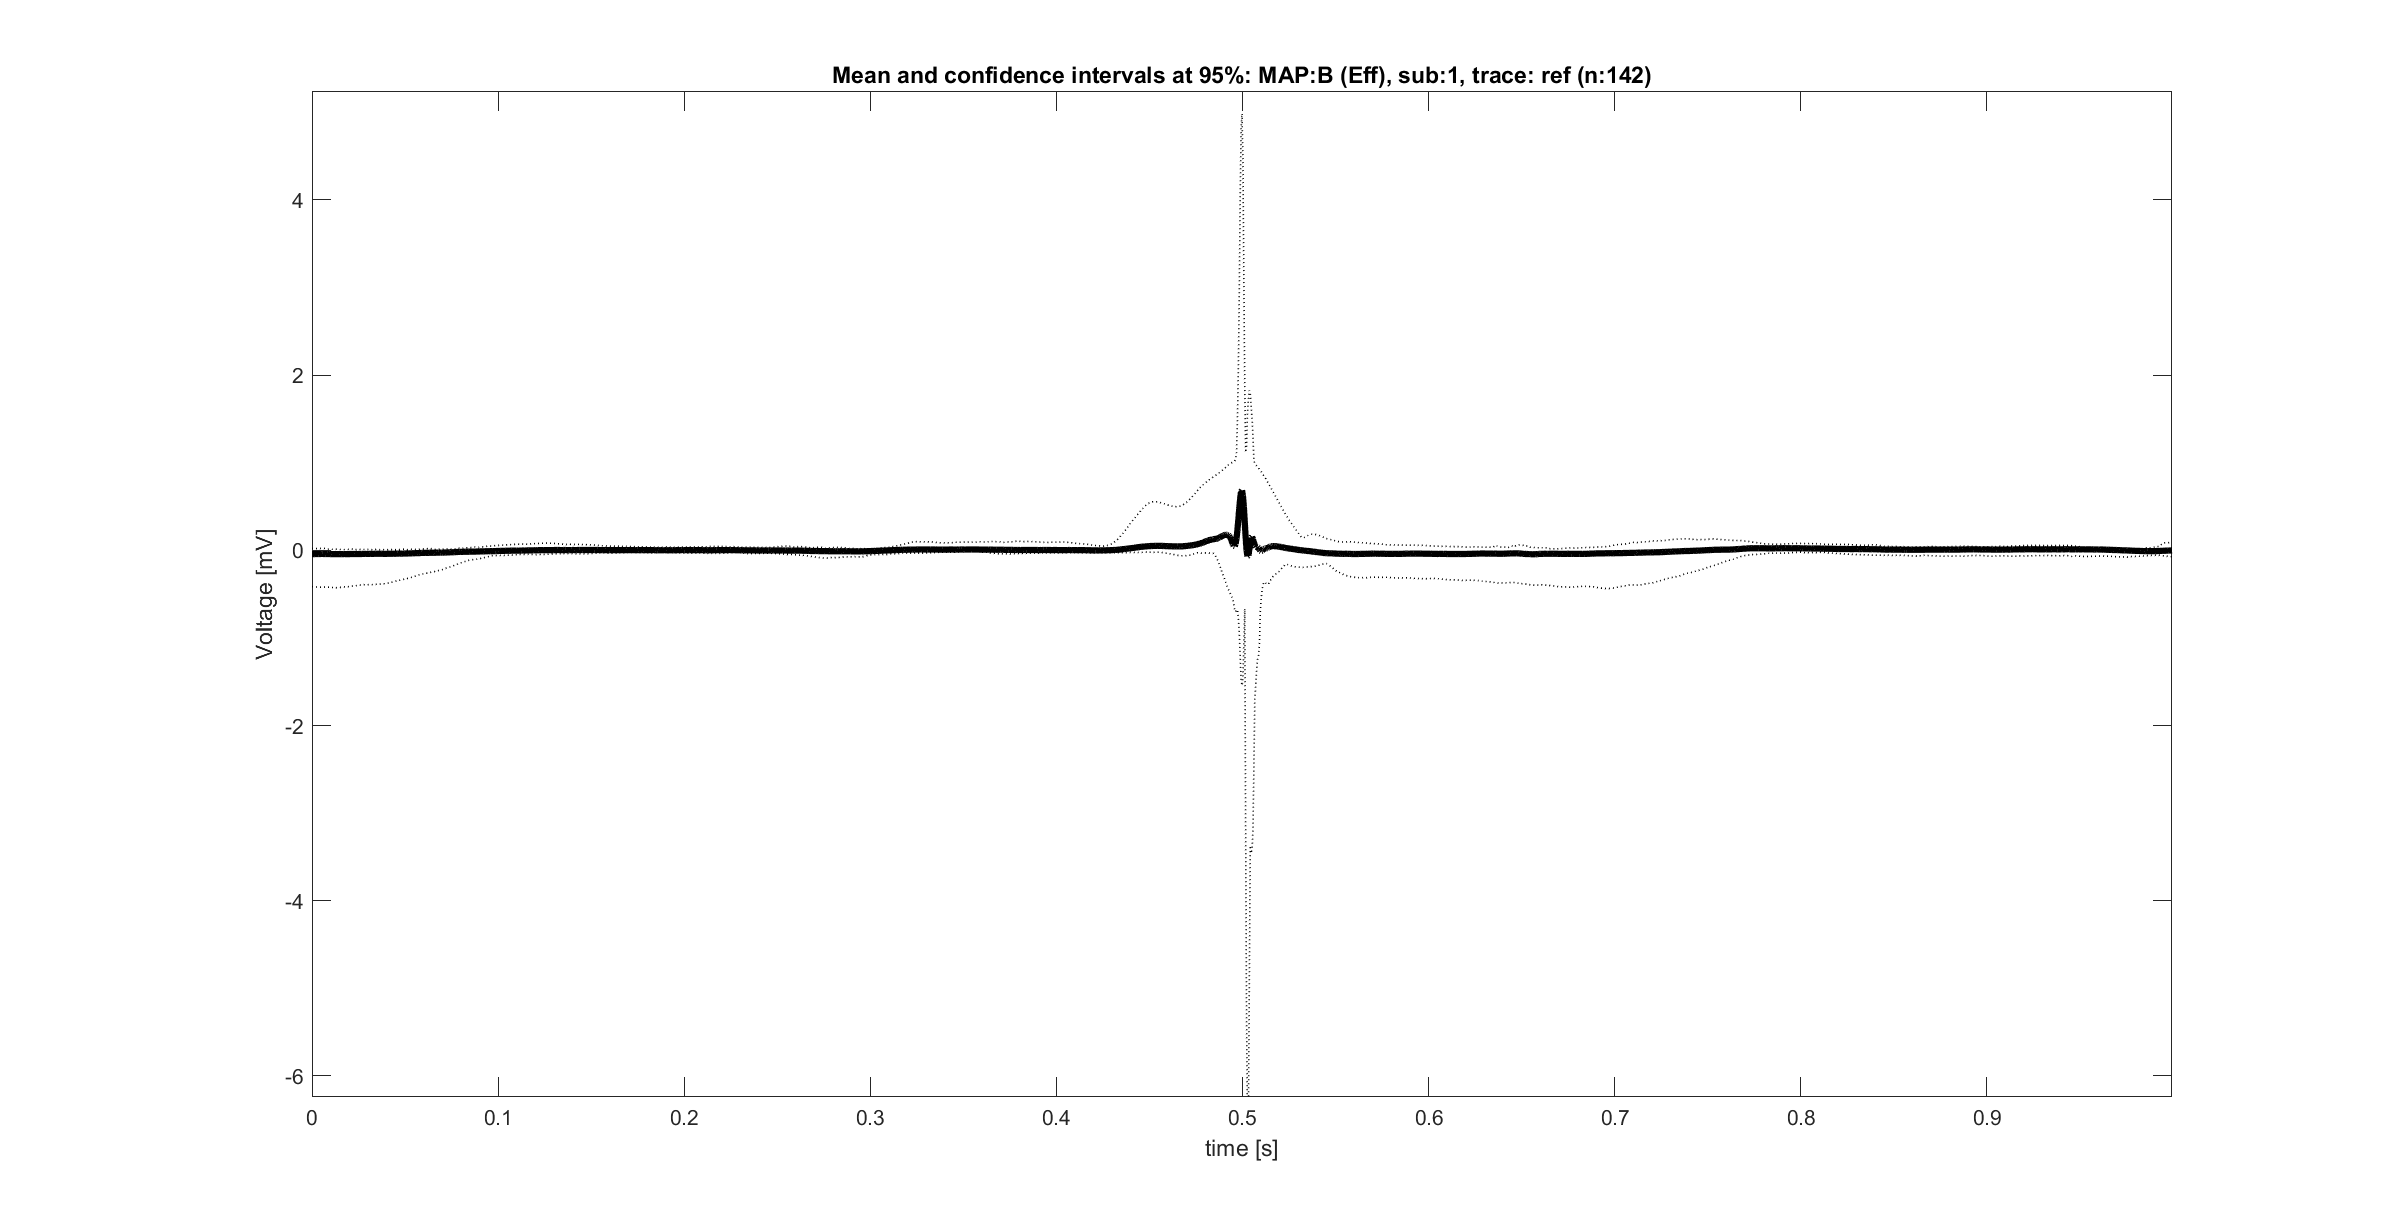 Mean and confidence intervals at 95%: MAP:B (Eff), sub:1, trace: ref (n:142)
Voltage [mV]
4
2
0
-2
-4
-6
0 0.1 0.2 0.3 0.4 0.5 0.6 0.7 0.8 0.9
time [s]